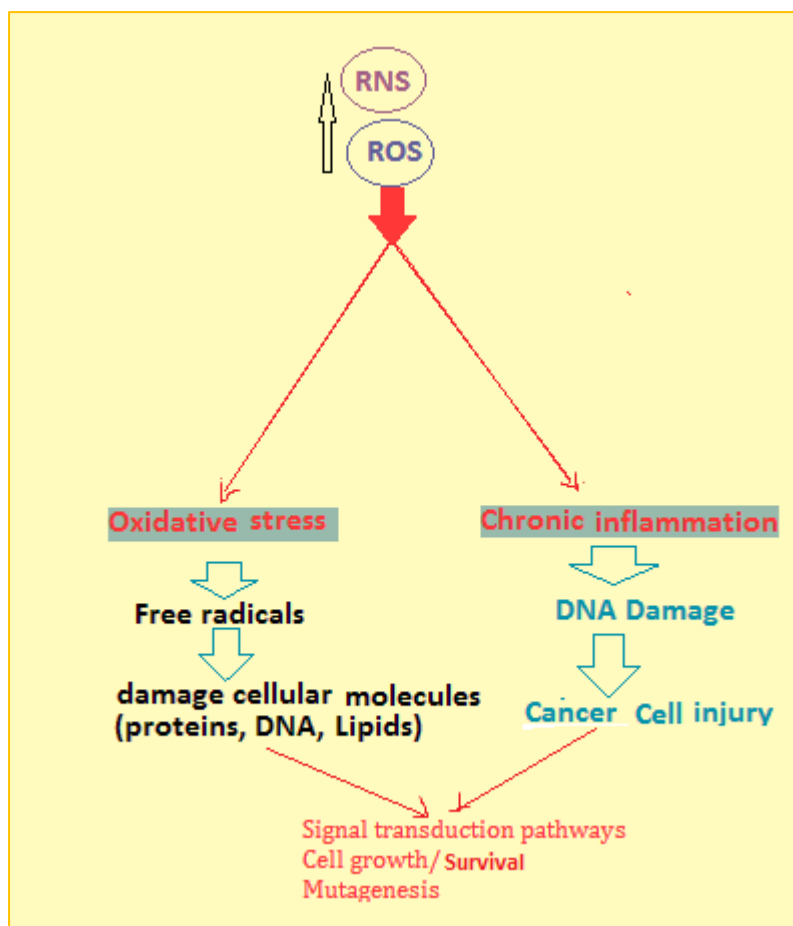 RNS
ROS
Oxidative stress
Chronic inflammation
Free radicals
DNA Damage
damage cellular molecules
(proteins, DNA, Lipids)
Cancer Cell injury
Signal transduction pathways
Cell growth/ Survival
Mutagenesis